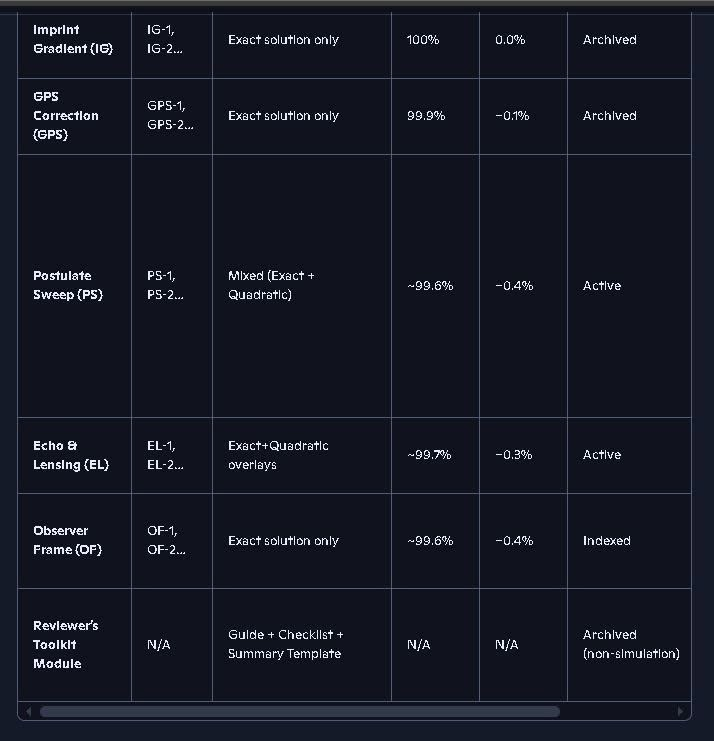 Imprint
Gradient (IG)
IG-1,
IG-2...
Exact solution only
100%
0.0%
Archived
GPS
Correction
(GPS)
GPS-1,
GPS-2...
Exact solution only
99.9%
−0.1%
Archived
Postulate
Sweep (PS)
PS-1,
PS-2...
Mixed (Exact +
Quadratic)
~99.6%
−0.4%
Active
Echo &
Lensing (EL)
EL-1,
EL-2...
Exact+Quadratic
overlays
~99.7%
−0.3%
Active
Observer
Frame (OF)
OF-1,
OF-2...
Exact solution only
~99.6%
−0.4%
Indexed
Reviewer's
Toolkit
Module
N/A
Guide + Checklist +
Summary Template
N/A
N/A
Archived
(non-simulation)